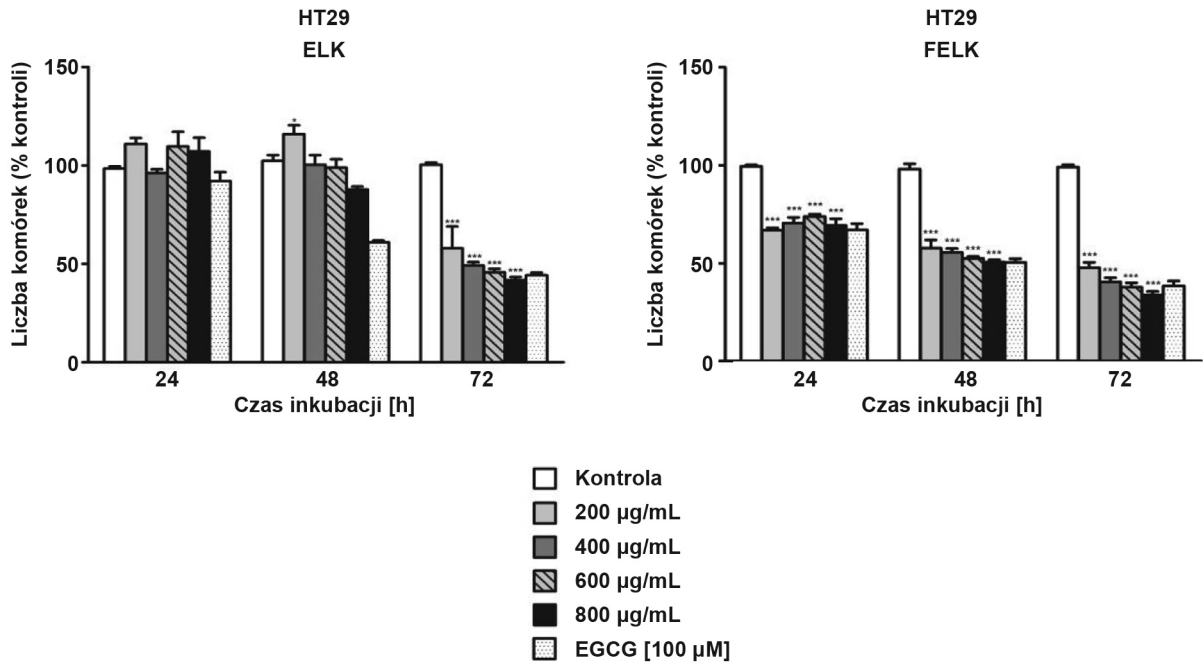 HT29
ELK
150
100
50
0
Liczba komórek (% kontroli)
*
***
***
***
***
24
48
72
Czas inkubacji [h]
HT29
FELK
150
100
50
0
Liczba komórek (% kontroli)
***
***
***
***
***
***
***
***
***
***
***
***
24
48
72
Czas inkubacji [h]
Kontrola
200 µg/mL
400 µg/mL
600 µg/mL
800 µg/mL
EGCG [100 µM]